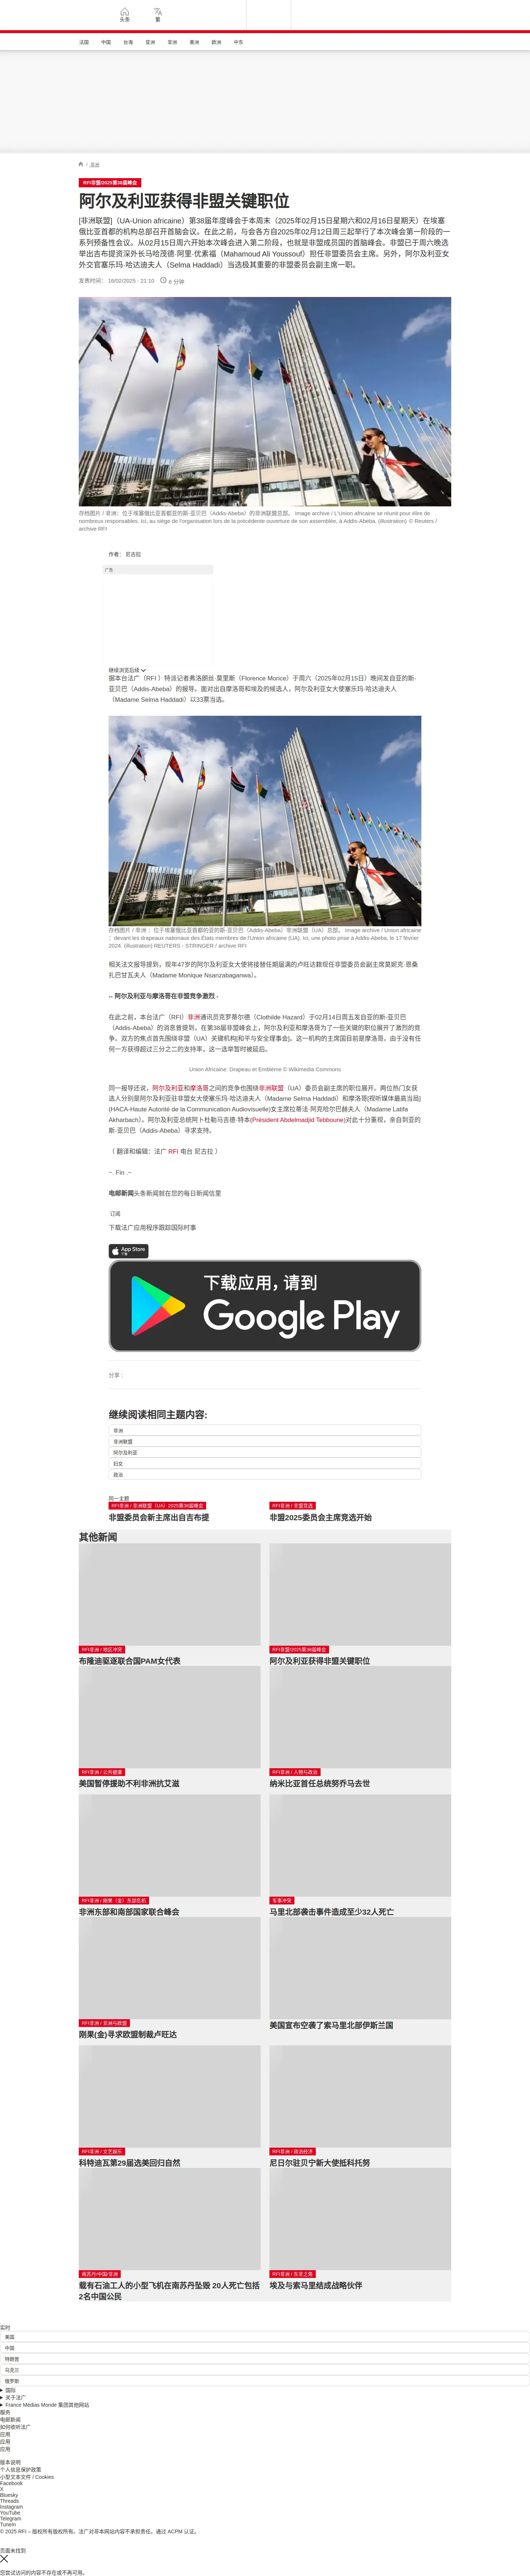 头条
繁
法国
中国
台海
亚洲
非洲
美洲
欧洲
中东
/ 非洲
RFI非盟/2025第38届峰会
阿尔及利亚获得非盟关键职位
[非洲联盟]（UA-Union africaine）第38届年度峰会于本周末（2025年02月15日星期六和02月16日星期天）在埃塞
俄比亚首都的机构总部召开首脑会议。在此之前，与会各方自2025年02月12日周三起举行了本次峰会第一阶段的一
系列预备性会议。从02月15日周六开始本次峰会进入第二阶段，也就是非盟成员国的首脑峰会。非盟已于周六晚选
举出吉布提资深外长马哈茂德·阿里·优素福（Mahamoud Ali Youssouf）担任非盟委员会主席。另外，阿尔及利亚女
外交官塞乐玛·哈达迪夫人（Selma Haddadi）当选极其重要的非盟委员会副主席一职。
发表时间： 16/02/2025 - 21:10 8 分钟
存档图片 / 非洲：位于埃塞俄比亚首都亚的斯-亚贝巴（Addis-Abeba）的非洲联盟总部。 Image archive / L'Union africaine se réunit pour élire de
nombreux responsables. Ici, au siège de l'organisation lors de la précédente ouverture de son assemblée, à Addis-Abeba. (illustration) © Reuters /
archive RFI
作者： 尼古拉
广告
继续浏览后续
据本台法广（RFI ）特派记者弗洛朗丝·莫里斯（Florence Morice）于周六（2025年02月15日）晚间发自亚的斯-
亚贝巴（Addis-Abeba）的报导。面对出自摩洛哥和埃及的候选人，阿尔及利亚女大使塞乐玛·哈达迪夫人
（Madame Selma Haddadi）以33票当选。
存档图片 / 非洲 ：位于埃塞俄比亚首都的亚的斯-亚贝巴（Addis-Abeba）非洲联盟（UA）总部。 Image archive / Union africaine
：devant les drapeaux nationaux des États membres de l'Union africaine (UA). Ici, une photo prise à Addis-Abeba, le 17 février
2024. (illustration) REUTERS - STRINGER / archive RFI
相关法文报导提到，现年47岁的阿尔及利亚女大使将接替任期届满的卢旺达籍现任非盟委员会副主席莫妮克·恩桑
扎巴甘瓦夫人（Madame Monique Nsanzabaganwa）。
-- 阿尔及利亚与摩洛哥在非盟竞争激烈 -
在此之前，本台法广（RFI）非洲通讯员克罗蒂尔德（Clothilde Hazard）于02月14日周五发自亚的斯-亚贝巴
（Addis-Abeba）的消息曾提到，在第38届非盟峰会上，阿尔及利亚和摩洛哥为了一些关键的职位展开了激烈的竞
争。双方的焦点首先围绕非盟（UA）关键机构[和平与安全理事会]。这一机构的主席国目前是摩洛哥。由于没有任
何一方获得超过三分之二的支持率，这一选举暂时被延后。
Union Africaine: Drapeau et Emblème © Wikimedia Commons
同一报导还说，阿尔及利亚和摩洛哥之间的竞争也围绕非洲联盟（UA）委员会副主席的职位展开。两位热门女获
选人分别是阿尔及利亚驻非盟女大使塞乐玛·哈达迪夫人（Madame Selma Haddadi）和摩洛哥[视听媒体最高当局]
(HACA-Haute Autorité de la Communication Audiovisuelle)女主席拉蒂法·阿克哈尔巴赫夫人（Madame Latifa
Akharbach)。阿尔及利亚总统阿卜杜勒马吉德·特本(Président Abdelmadjid Tebboune)对此十分重视，亲自到亚的
斯-亚贝巴（Addis-Abeba）寻求支持。
（ 翻译和编辑：法广 RFI 电台 尼古拉 ）
–. Fin .–
电邮新闻头条新闻就在您的每日新闻信里
订阅
下载法广应用程序跟踪国际时事
App Store
下载
下载应用，请到
Google Play
分享 :
继续阅读相同主题内容:
非洲
非洲联盟
阿尔及利亚
妇女
政治
同一主题
RFI非洲 / 非洲联盟（UA）2025第38届峰会
非盟委员会新主席出自吉布提
RFI非洲 / 非盟竞选
非盟2025委员会主席竞选开始
其他新闻
RFI非洲 / 地区冲突
布隆迪驱逐联合国PAM女代表
RFI非盟/2025第38届峰会
阿尔及利亚获得非盟关键职位
RFI非洲 / 公共健康
美国暂停援助不利非洲抗艾滋
RFI非洲 / 人物与政治
纳米比亚首任总统努乔马去世
RFI非洲 / 刚果（金）东部危机
非洲东部和南部国家联合峰会
军事冲突
马里北部袭击事件造成至少32人死亡
RFI非洲 / 非洲与欧盟
刚果(金)寻求欧盟制裁卢旺达
美国宣布空袭了索马里北部伊斯兰国
RFI非洲 / 文艺娱乐
科特迪瓦第29届选美回归自然
RFI非洲 / 政治经济
尼日尔驻贝宁新大使抵科托努
南苏丹/中国/非洲
载有石油工人的小型飞机在南苏丹坠毁 20人死亡包括
2名中国公民
RFI非洲 / 东非之角
埃及与索马里结成战略伙伴
实时
美国
中国
特朗普
乌克兰
俄罗斯
国际
关于法广
France Médias Monde 集团其他网站
服务
电邮新闻
如何收听法广
应用
应用
应用
版本说明
个人信息保护政策
小型文本文件 / Cookies
Facebook
X
Bluesky
Threads
Instagram
YouTube
Telegram
TuneIn
© 2025 RFI – 版权所有版权所有。法广对非本网站内容不承担责任。通过 ACPM 认证。
页面未找到
您尝试访问的内容不存在或不再可用。